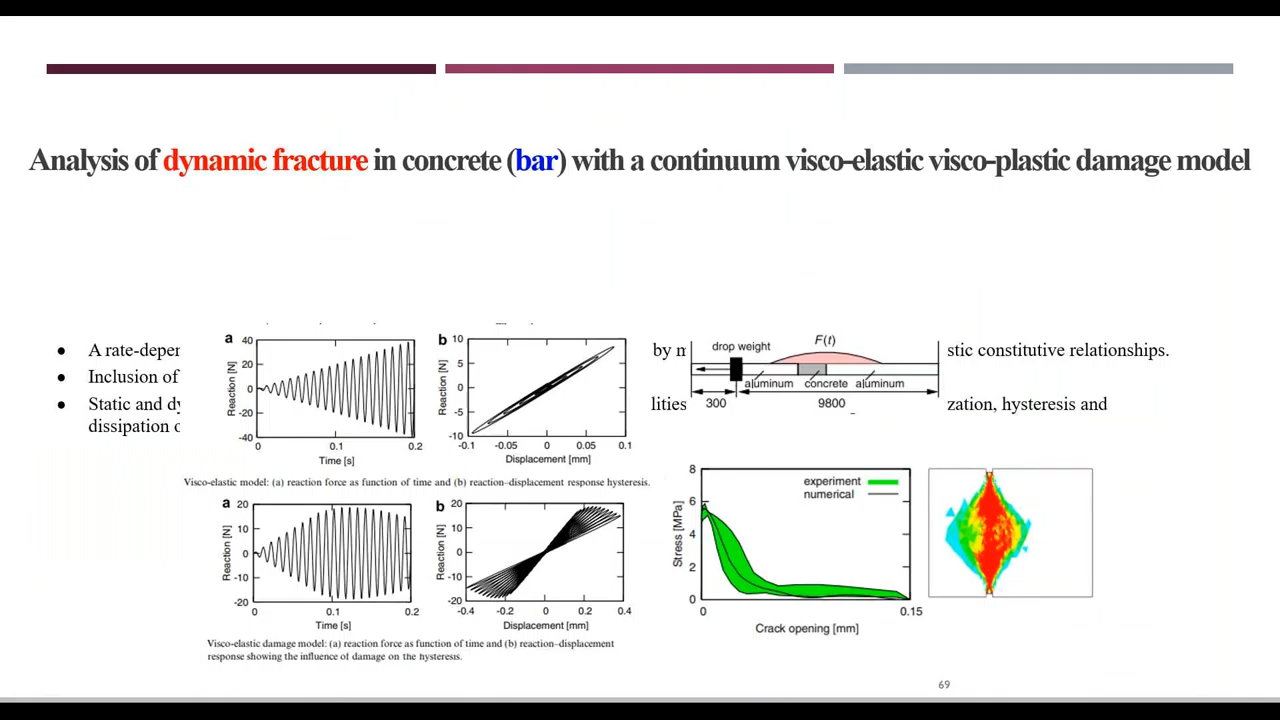 Analysis of dynamic fracture in concrete (bar) with a continuum visco-elastic visco-plastic damage model
● A rate-deper by m stic constitutive relationships.
● Inclusion of
● Static and dy lities zation, hysteresis and
dissipation o
a
40
20
0
-20
-40
Reaction [N]
0 0.1 0.2
Time [s]
b
10
5
0
-5
-10
Reaction [N]
-0.1 -0.05 0 0.05 0.1
Displacement [mm]
Visco-elastic model: (a) reaction force as function of time and (b) reaction–displacement response hysteresis.
a
20
10
0
-10
-20
Reaction [N]
0 0.1 0.2
Time [s]
b
20
10
0
-10
-20
Reaction [N]
-0.4 -0.2 0 0.2 0.4
Displacement [mm]
Visco-elastic damage model: (a) reaction force as function of time and (b) reaction–displacement
response showing the influence of damage on the hysteresis.
F(t)
drop weight
aluminum concrete aluminum
300 9800
8
6
4
2
0
Stress [MPa]
experiment
numerical
0 0.15
Crack opening [mm]
69